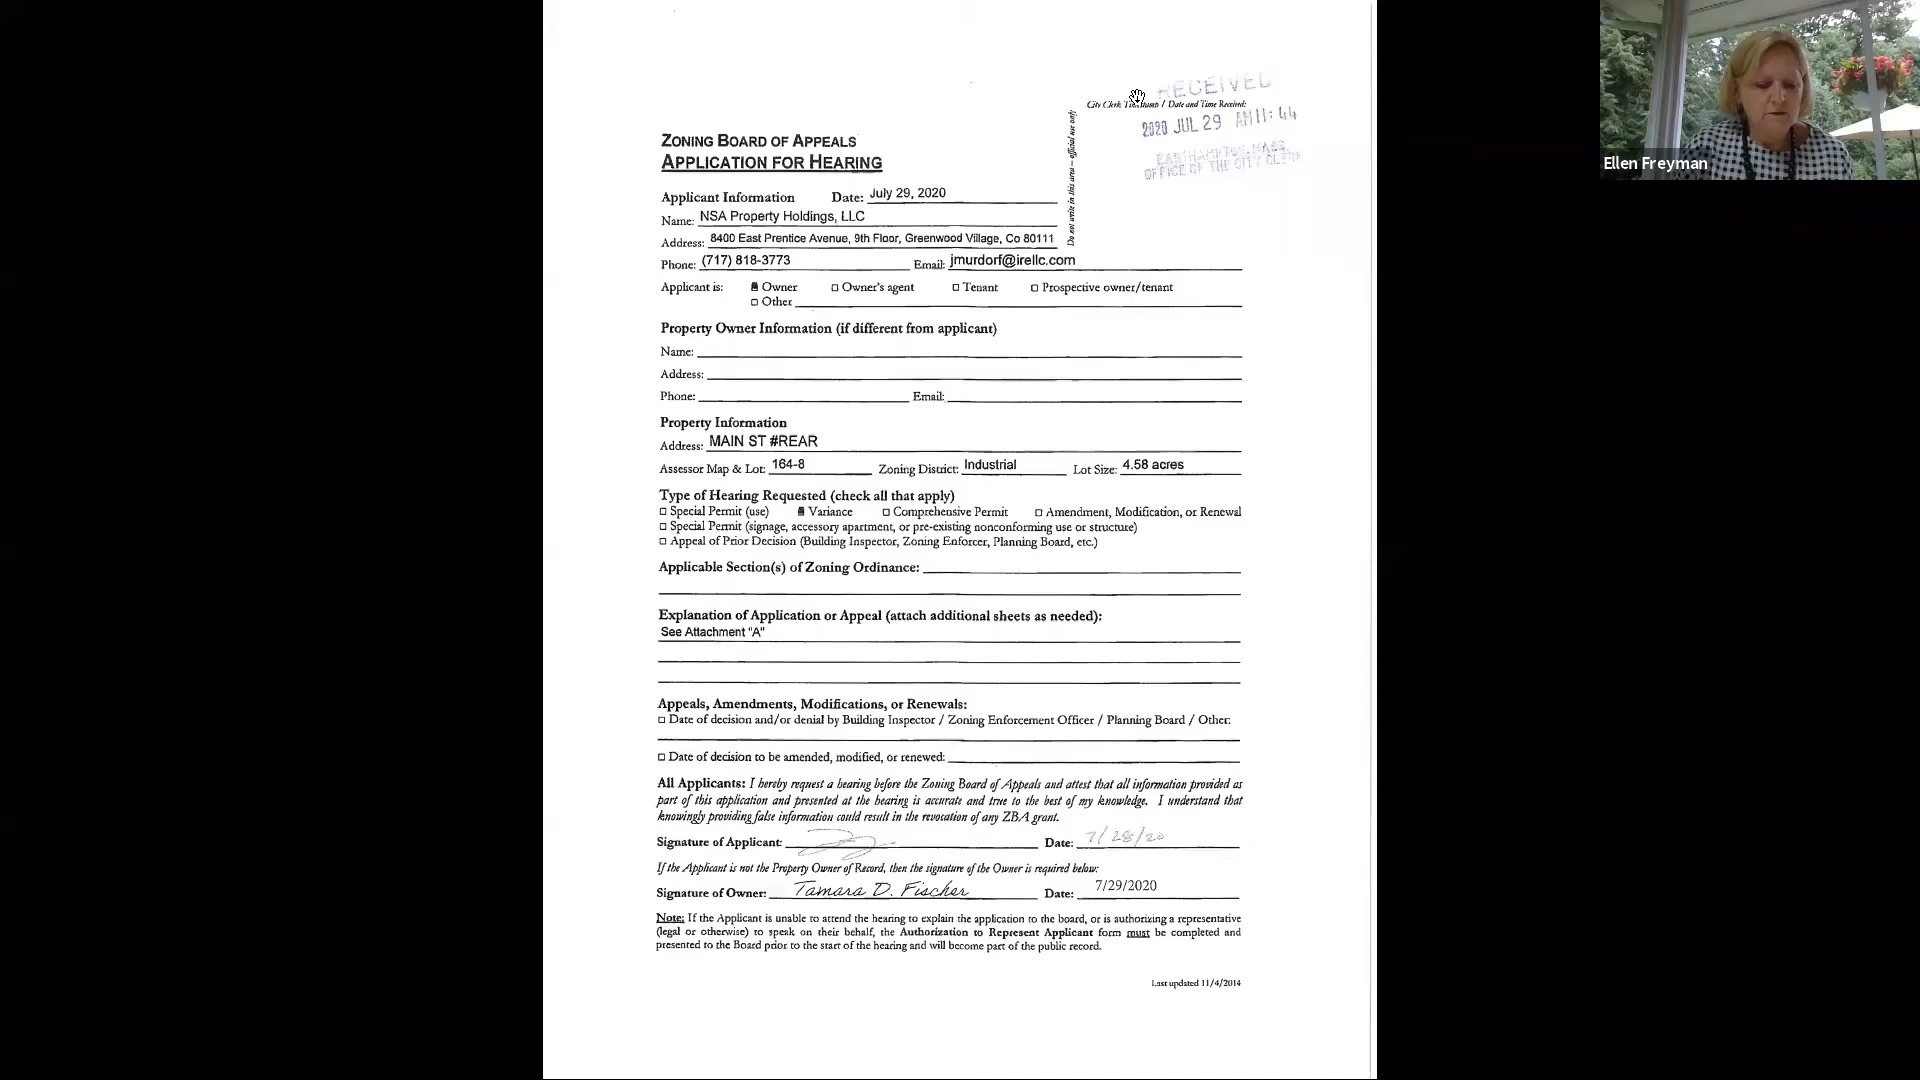 RECEIVED
City Clerk Timestamp / Date and Time Received:
2020 JUL 29 AM 11:44
EASTHAMPTON, MASS.
OFFICE OF THE CITY CLERK
Do not write in this area – official use only
ZONING BOARD OF APPEALS
APPLICATION FOR HEARING
Applicant Information Date: July 29, 2020
Name: NSA Property Holdings, LLC
Address: 8400 East Prentice Avenue, 9th Floor, Greenwood Village, Co 80111
Phone: (717) 818-3773 Email: jmurdorf@irellc.com
Applicant is: Owner Owner's agent Tenant Prospective owner/tenant
Other
Property Owner Information (if different from applicant)
Name:
Address:
Phone: Email:
Property Information
Address: MAIN ST #REAR
Assessor Map & Lot: 164-8 Zoning District: Industrial Lot Size: 4.58 acres
Type of Hearing Requested (check all that apply)
Special Permit (use) Variance Comprehensive Permit Amendment, Modification, or Renewal
Special Permit (signage, accessory apartment, or pre-existing nonconforming use or structure)
Appeal of Prior Decision (Building Inspector, Zoning Enforcer, Planning Board, etc.)
Applicable Section(s) of Zoning Ordinance:
Explanation of Application or Appeal (attach additional sheets as needed):
See Attachment "A"
Appeals, Amendments, Modifications, or Renewals:
Date of decision and/or denial by Building Inspector / Zoning Enforcement Officer / Planning Board / Other:
Date of decision to be amended, modified, or renewed:
All Applicants: I hereby request a hearing before the Zoning Board of Appeals and attest that all information provided as
part of this application and presented at the hearing is accurate and true to the best of my knowledge. I understand that
knowingly providing false information could result in the revocation of any ZBA grant.
Signature of Applicant: Date: 7/28/20
If the Applicant is not the Property Owner of Record, then the signature of the Owner is required below:
Signature of Owner: Tamara D. Fischer Date: 7/29/2020
Note: If the Applicant is unable to attend the hearing to explain the application to the board, or is authorizing a representative
(legal or otherwise) to speak on their behalf, the Authorization to Represent Applicant form must be completed and
presented to the Board prior to the start of the hearing and will become part of the public record.
Last updated 11/4/2014
Ellen Freyman